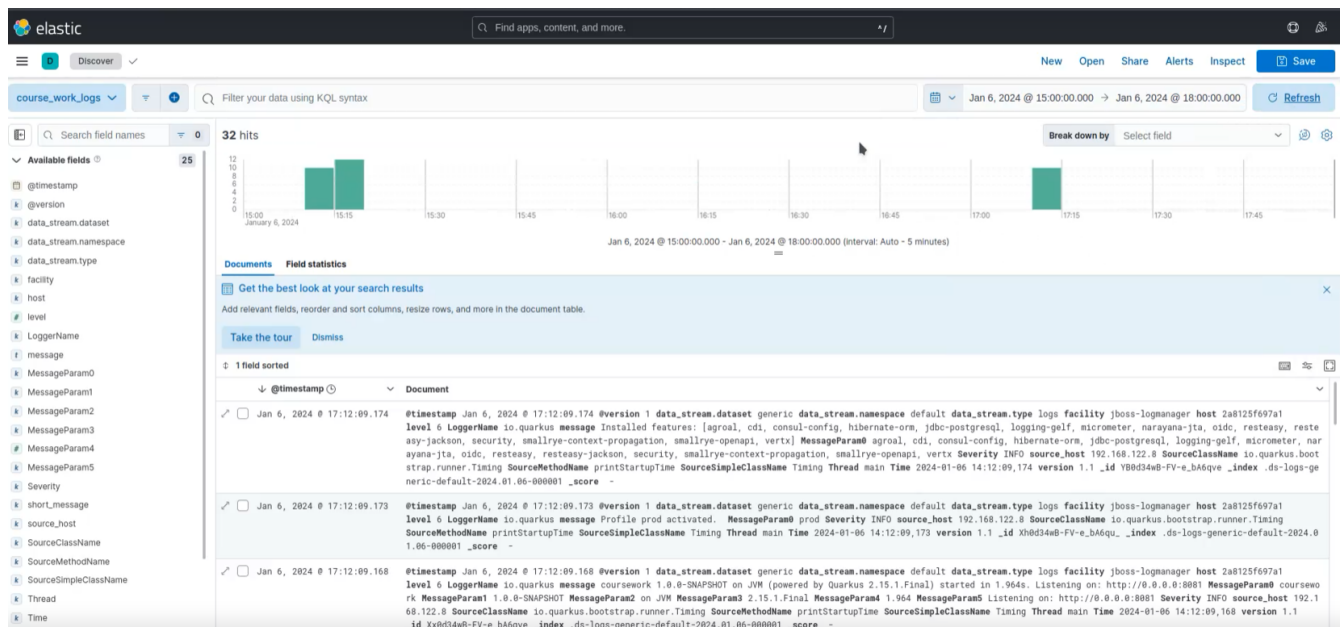 elastic
Find apps, content, and more.
^/
D
Discover
New
Open
Share
Alerts
Inspect
Save
course_work_logs
Filter your data using KQL syntax
Jan 6, 2024 @ 15:00:00.000 → Jan 6, 2024 @ 18:00:00.000
Refresh
Search field names
0
Available fields
25
@timestamp
@version
data_stream.dataset
data_stream.namespace
data_stream.type
facility
host
level
LoggerName
message
MessageParam0
MessageParam1
MessageParam2
MessageParam3
MessageParam4
MessageParam5
Severity
short_message
source_host
SourceClassName
SourceMethodName
SourceSimpleClassName
Thread
Time
32 hits
Break down by
Select field
12
10
8
6
4
2
0
15:00
January 6, 2024
15:15
15:30
15:45
16:00
16:15
16:30
16:45
17:00
17:15
17:30
17:45
Jan 6, 2024 @ 15:00:00.000 - Jan 6, 2024 @ 18:00:00.000 (interval: Auto - 5 minutes)
Documents
Field statistics
Get the best look at your search results
Add relevant fields, reorder and sort columns, resize rows, and more in the document table.
Take the tour
Dismiss
1 field sorted
@timestamp
Document
Jan 6, 2024 @ 17:12:09.174
@timestamp Jan 6, 2024 @ 17:12:09.174 @version 1 data_stream.dataset generic data_stream.namespace default data_stream.type logs facility jboss-logmanager host 2a8125f697a1
level 6 LoggerName io.quarkus message Installed features: [agroal, cdi, consul-config, hibernate-orm, jdbc-postgresql, logging-gelf, micrometer, narayana-jta, oidc, resteasy, reste
asy-jackson, security, smallrye-context-propagation, smallrye-openapi, vertx] MessageParam0 agroal, cdi, consul-config, hibernate-orm, jdbc-postgresql, logging-gelf, micrometer, nar
ayana-jta, oidc, resteasy, resteasy-jackson, security, smallrye-context-propagation, smallrye-openapi, vertx Severity INFO source_host 192.168.122.8 SourceClassName io.quarkus.boot
strap.runner.Timing SourceMethodName printStartupTime SourceSimpleClassName Timing Thread main Time 2024-01-06 14:12:09,174 version 1.1 _id YB0d34wB-FV-e_bA6qve _index .ds-logs-ge
neric-default-2024.01.06-000001 _score -
Jan 6, 2024 @ 17:12:09.173
@timestamp Jan 6, 2024 @ 17:12:09.173 @version 1 data_stream.dataset generic data_stream.namespace default data_stream.type logs facility jboss-logmanager host 2a8125f697a1
level 6 LoggerName io.quarkus message Profile prod activated. MessageParam0 prod Severity INFO source_host 192.168.122.8 SourceClassName io.quarkus.bootstrap.runner.Timing
SourceMethodName printStartupTime SourceSimpleClassName Timing Thread main Time 2024-01-06 14:12:09,173 version 1.1 _id Xh0d34wB-FV-e_bA6qu_ _index .ds-logs-generic-default-2024.0
1.06-000001 _score -
Jan 6, 2024 @ 17:12:09.168
@timestamp Jan 6, 2024 @ 17:12:09.168 @version 1 data_stream.dataset generic data_stream.namespace default data_stream.type logs facility jboss-logmanager host 2a8125f697a1
level 6 LoggerName io.quarkus message coursework 1.0.0-SNAPSHOT on JVM (powered by Quarkus 2.15.1.Final) started in 1.964s. Listening on: http://0.0.0.0:8081 MessageParam0 coursewo
rk MessageParam1 1.0.0-SNAPSHOT MessageParam2 on JVM MessageParam3 2.15.1.Final MessageParam4 1.964 MessageParam5 Listening on: http://0.0.0.0:8081 Severity INFO source_host 192.1
68.122.8 SourceClassName io.quarkus.bootstrap.runner.Timing SourceMethodName printStartupTime SourceSimpleClassName Timing Thread main Time 2024-01-06 14:12:09,168 version 1.1
_id Xx0d34wB-FV-e_bA6qve _index .ds-logs-generic-default-2024.01.06-000001 _score -